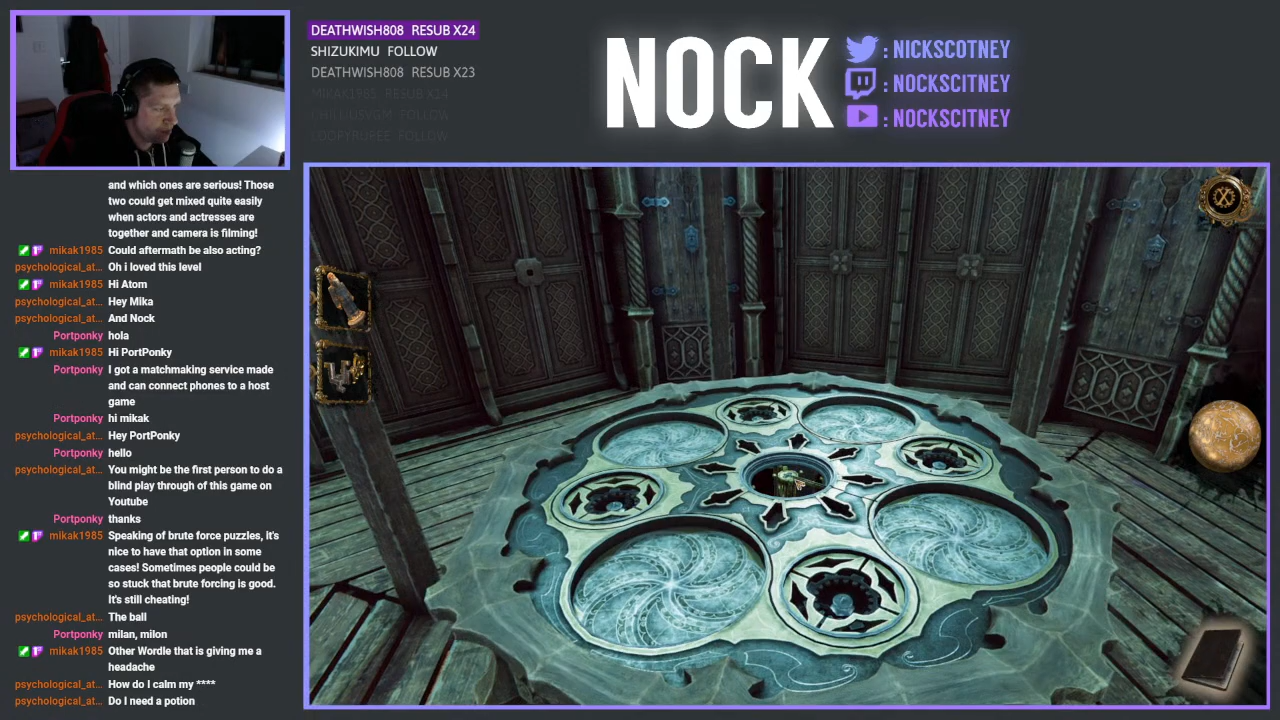 DEATHWISH808 RESUB X24
SHIZUKIMU FOLLOW
DEATHWISH808 RESUB X23
MIKAK1985 RESUB X14
LOOPYRUPEE FOLLOW
NOCK
: NICKSCOTNEY
: NOCKSCITNEY
: NOCKSCITNEY
and which ones are serious! Those
two could get mixed quite easily
when actors and actresses are
together and camera is filming!
mikak1985 Could aftermath be also acting?
psychological_at... Oh i loved this level
mikak1985 Hi Atom
psychological_at... Hey Mika
psychological_at... And Nock
Portponky hola
mikak1985 Hi PortPonky
Portponky I got a matchmaking service made
and can connect phones to a host
game
Portponky hi mikak
psychological_at... Hey PortPonky
Portponky hello
psychological_at... You might be the first person to do a
blind play through of this game on
Youtube
Portponky thanks
mikak1985 Speaking of brute force puzzles, it's
nice to have that option in some
cases! Sometimes people could be
so stuck that brute forcing is good.
It's still cheating!
psychological_at... The ball
Portponky milan, milon
mikak1985 Other Wordle that is giving me a
headache
psychological_at... How do I calm my ****
psychological_at... Do I need a potion